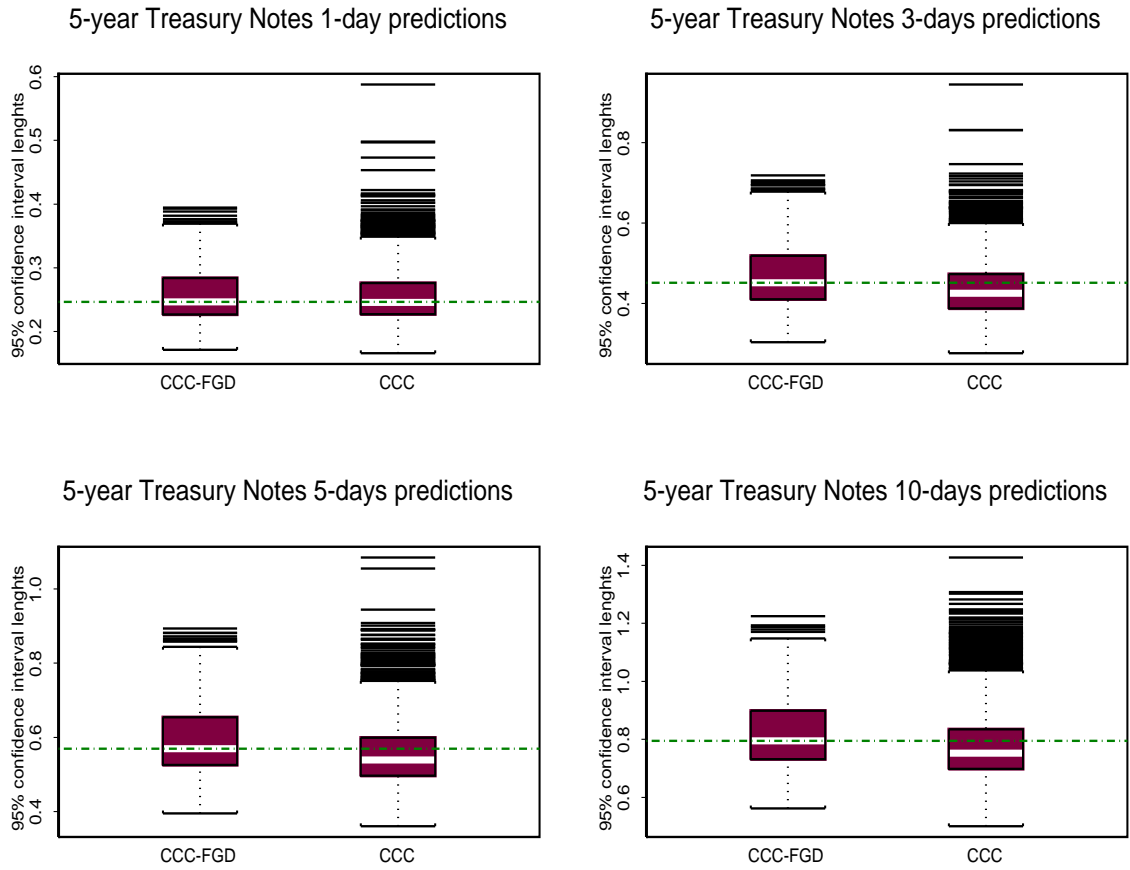 5-year Treasury Notes 1-day predictions
95% confidence interval lenghts
0.2 0.3 0.4 0.5 0.6
CCC-FGD CCC
5-year Treasury Notes 3-days predictions
95% confidence interval lenghts
0.4 0.6 0.8
CCC-FGD CCC
5-year Treasury Notes 5-days predictions
95% confidence interval lenghts
0.4 0.6 0.8 1.0
CCC-FGD CCC
5-year Treasury Notes 10-days predictions
95% confidence interval lenghts
0.6 0.8 1.0 1.2 1.4
CCC-FGD CCC